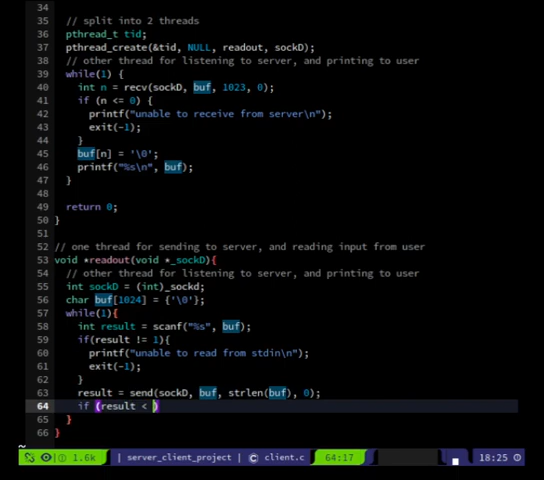 34
35 // split into 2 threads
36 pthread_t tid;
37 pthread_create(&tid, NULL, readout, sockD);
38 // other thread for listening to server, and printing to user
39 while(1) {
40 int n = recv(sockD, buf, 1023, 0);
41 if (n <= 0) {
42 printf("unable to receive from server\n");
43 exit(-1);
44 }
45 buf[n] = '\0';
46 printf("%s\n", buf);
47 }
48
49 return 0;
50 }
51
52 // one thread for sending to server, and reading input from user
53 void *readout(void *_sockD){
54 // other thread for listening to server, and printing to user
55 int sockD = (int)_sockd;
56 char buf[1024] = {'\0'};
57 while(1){
58 int result = scanf("%s", buf);
59 if(result != 1){
60 printf("unable to read from stdin\n");
61 exit(-1);
62 }
63 result = send(sockD, buf, strlen(buf), 0);
64 if (result < )
65 }
66 }
~
1.6k | server_client_project | client.c 64:17 18:25